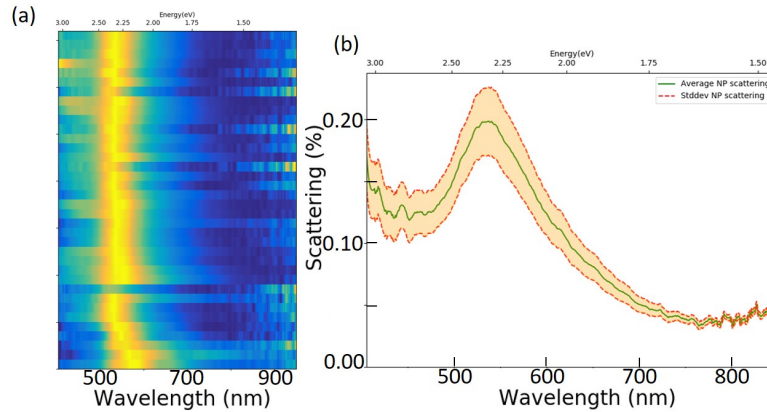 (a)
Energy(eV)
3.00 2.50 2.25 2.00 1.75 1.50
500 700 900
Wavelength (nm)
(b)
Energy(eV)
3.00 2.50 2.25 2.00 1.75 1.50
Average NP scattering
Stddev NP scattering
Scattering (%)
0.20
0.10
0.00
500 600 700 800
Wavelength (nm)